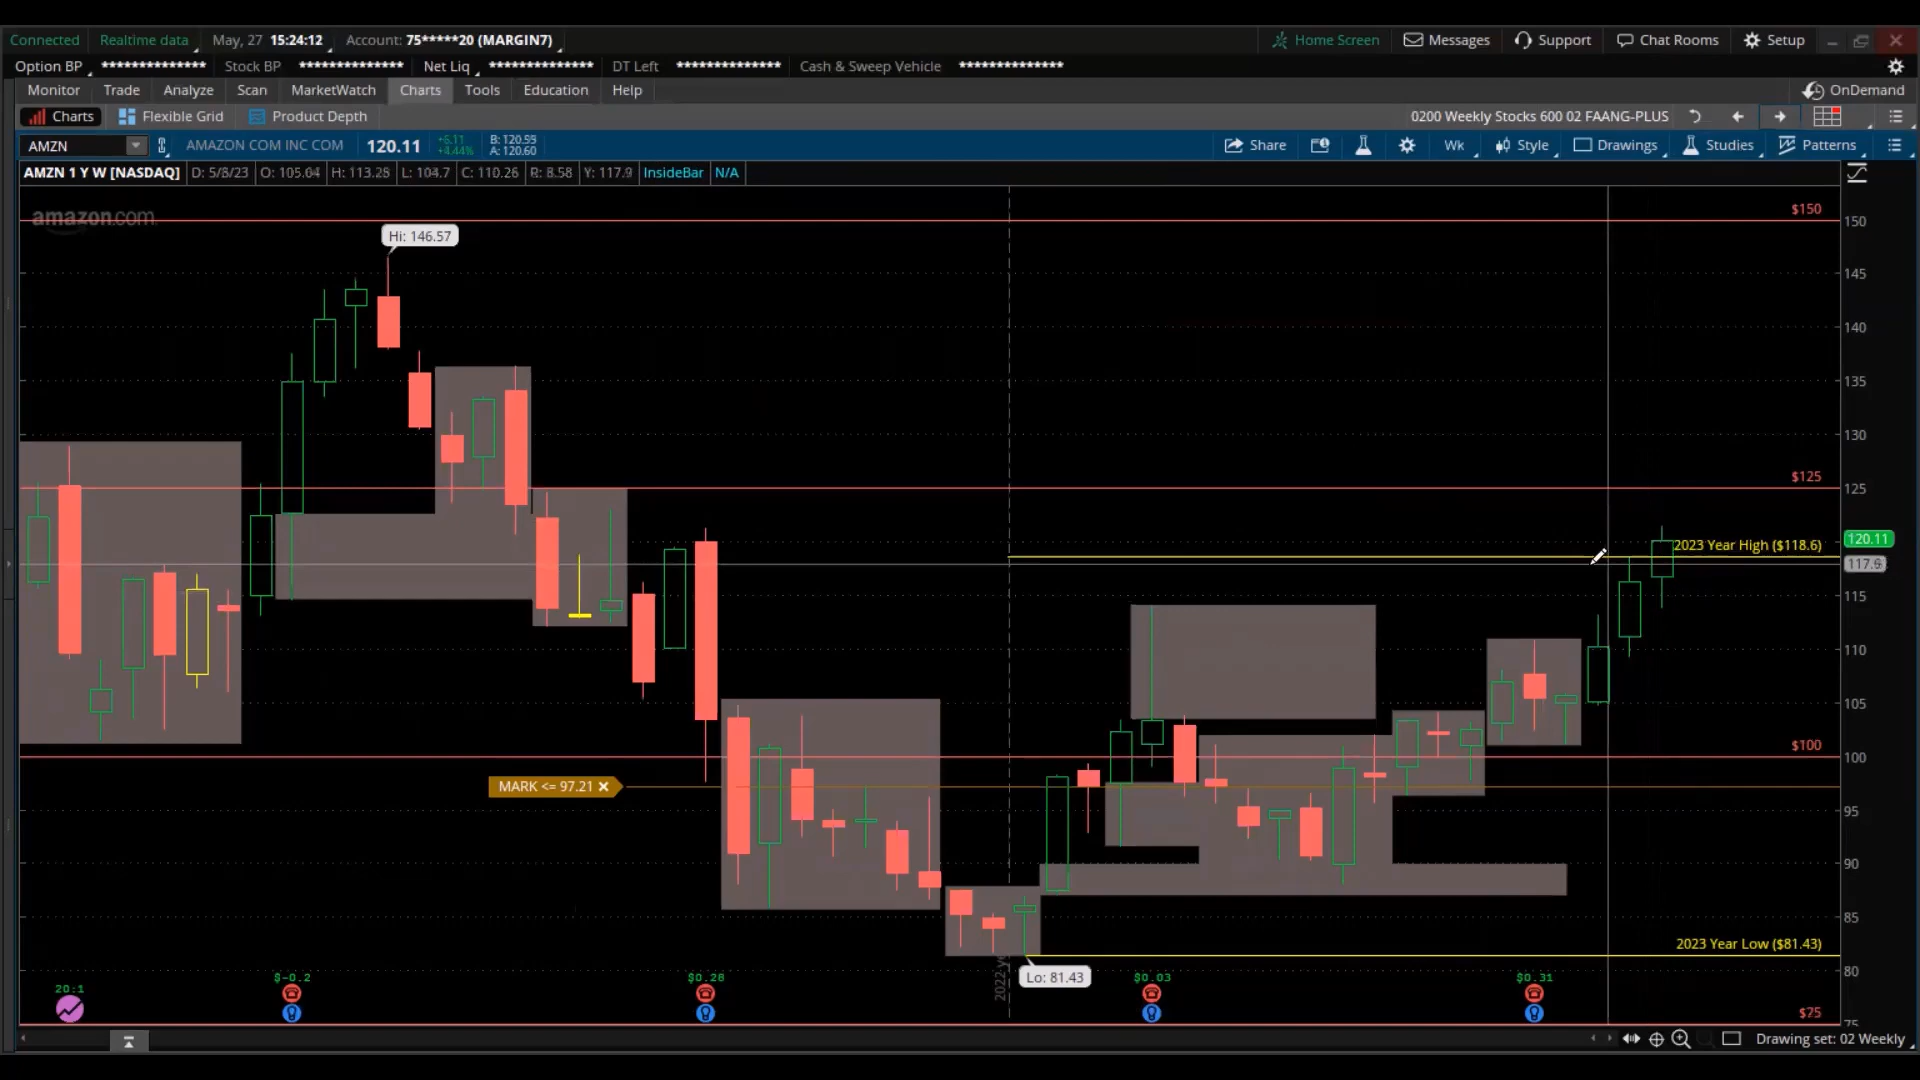 Connected Realtime data May, 27 15:24:12 Account: 75*****20 (MARGIN7) Home Screen Messages Support Chat Rooms Setup
Option BP ************** Stock BP ************** Net Liq ************** DT Left ************** Cash & Sweep Vehicle **************
Monitor Trade Analyze Scan MarketWatch Charts Tools Education Help OnDemand
Charts Flexible Grid Product Depth 0200 Weekly Stocks 600 02 FAANG-PLUS
AMZN AMAZON COM INC COM 120.11 +4.44% B: 120.55 A: 120.60 Share Wk Style Drawings Studies Patterns
AMZN 1 Y W [NASDAQ] D: 5/8/23 O: 105.04 H: 113.28 L: 104.7 C: 110.26 R: 8.58 Y: 117.9 InsideBar N/A
amazon.com
$150
150
Hi: 146.57
145
140
135
130
$125
125
120.11
2023 Year High ($118.6)
117.9
115
110
105
$100
100
MARK <= 97.21
95
90
85
2023 Year Low ($81.43)
Lo: 81.43
80
$-0.2 $0.28 $0.03 $0.31
20:1
$75
75
Drawing set: 02 Weekly